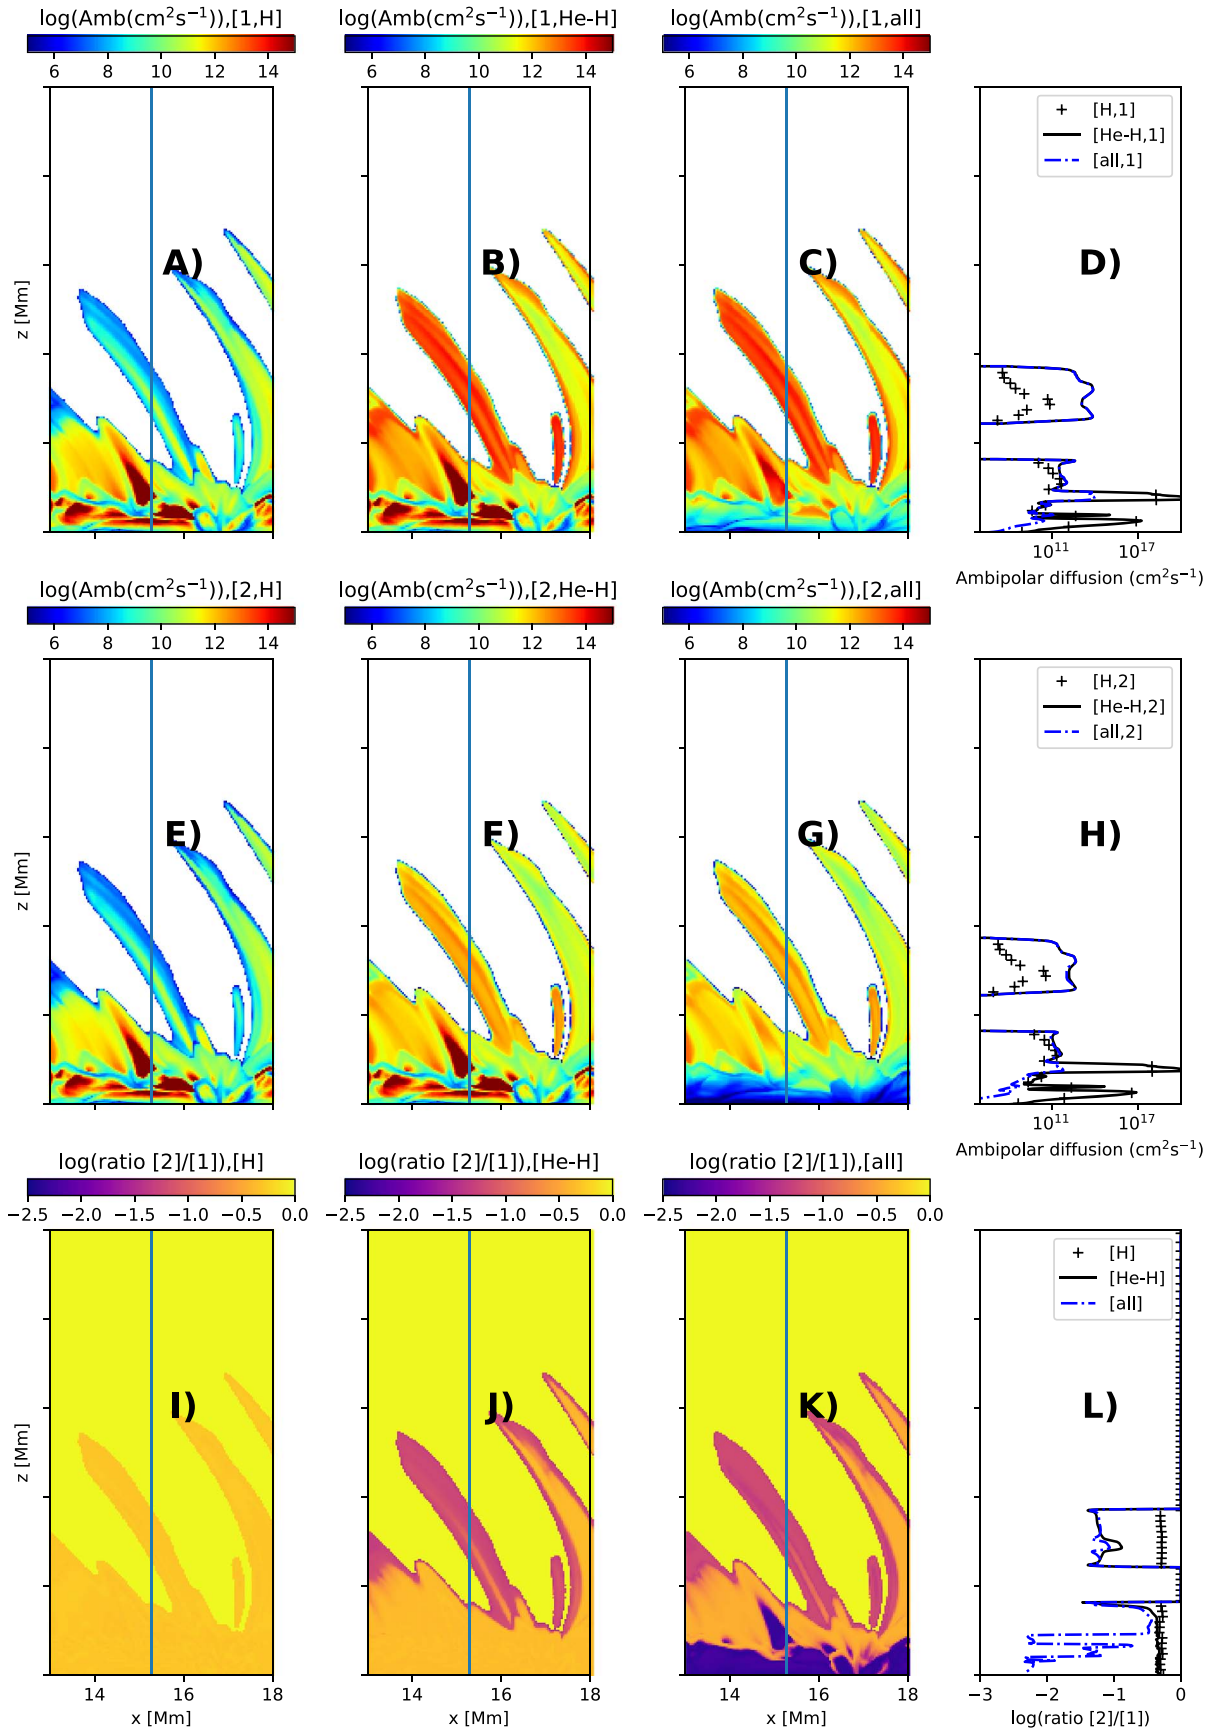 log(Amb(cm²s⁻¹)),[1,H] log(Amb(cm²s⁻¹)),[1,He-H] log(Amb(cm²s⁻¹)),[1,all]
6 8 10 12 14 6 8 10 12 14 6 8 10 12 14
[H,1]
[He-H,1]
[all,1]
A) B) C) D)
z [Mm]
10¹¹ 10¹⁷
Ambipolar diffusion (cm²s⁻¹)
log(Amb(cm²s⁻¹)),[2,H] log(Amb(cm²s⁻¹)),[2,He-H] log(Amb(cm²s⁻¹)),[2,all]
6 8 10 12 14 6 8 10 12 14 6 8 10 12 14
[H,2]
[He-H,2]
[all,2]
E) F) G) H)
z [Mm]
10¹¹ 10¹⁷
Ambipolar diffusion (cm²s⁻¹)
log(ratio [2]/[1]),[H] log(ratio [2]/[1]),[He-H] log(ratio [2]/[1]),[all]
−2.5 −2.0 −1.5 −1.0 −0.5 0.0 −2.5 −2.0 −1.5 −1.0 −0.5 0.0 −2.5 −2.0 −1.5 −1.0 −0.5 0.0
[H]
[He-H]
[all]
I) J) K) L)
z [Mm]
14 16 18 14 16 18 14 16 18 −3 −2 −1 0
x [Mm] x [Mm] x [Mm] log(ratio [2]/[1])